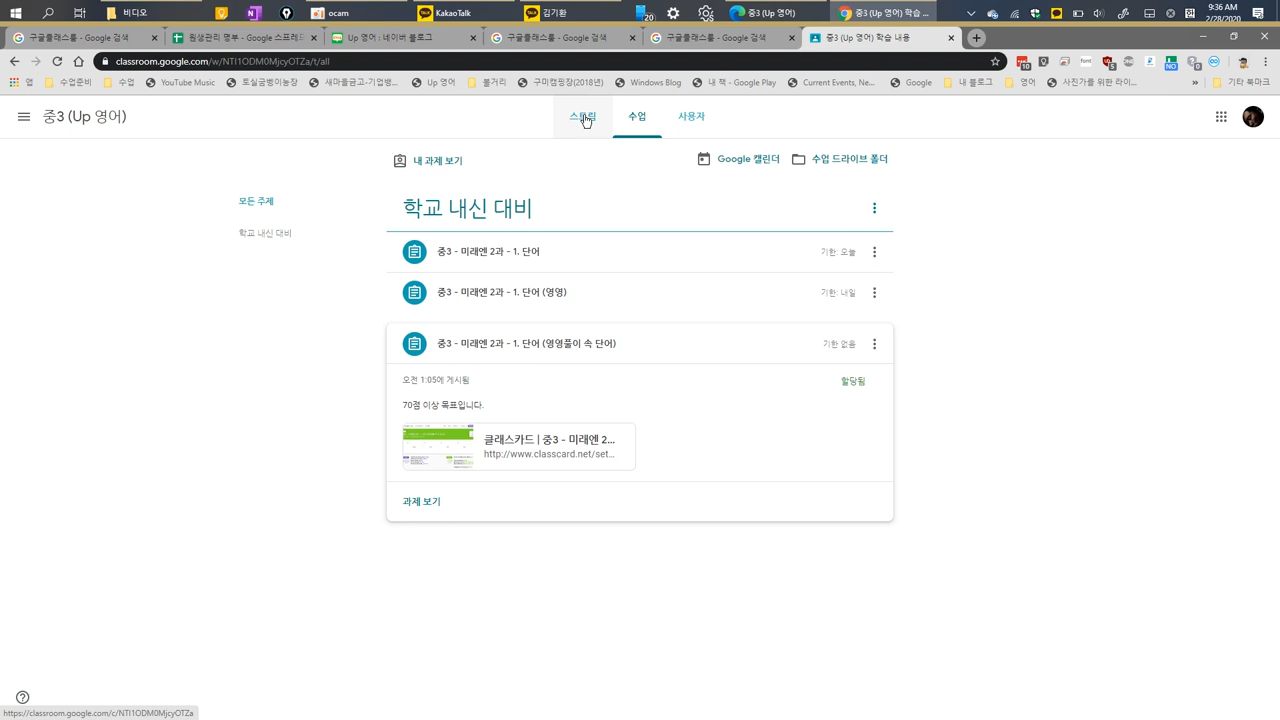 비디오
ocam
KakaoTalk
김기환
20
중3 (Up 영어)
중3 (Up 영어) 학습 ...
9:36 AM
2/28/2020
구글클래스룸 - Google 검색
원생관리 명부 - Google 스프레드
Up 영어 : 네이버 블로그
구글클래스룸 - Google 검색
구글클래스룸 - Google 검색
중3 (Up 영어) 학습 내용
classroom.google.com/w/NTI1ODM0MjcyOTZa/t/all
앱
수업준비
수업
YouTube Music
토실굼벵이농장
새마을금고-기업뱅...
Up 영어
볼거리
구미캠핑장(2018년)
Windows Blog
내 책 - Google Play
Current Events, Ne...
Google
내 블로그
영어
사진가를 위한 라이...
»
기타 북마크
중3 (Up 영어)
스트림
수업
사용자
내 과제 보기
Google 캘린더
수업 드라이브 폴더
모든 주제
학교 내신 대비
학교 내신 대비
중3 - 미래엔 2과 - 1. 단어
기한: 오늘
중3 - 미래엔 2과 - 1. 단어 (영영)
기한: 내일
중3 - 미래엔 2과 - 1. 단어 (영영풀이 속 단어)
기한 없음
오전 1:05에 게시됨
할당됨
70점 이상 목표입니다.
클래스카드 | 중3 - 미래엔 2...
http://www.classcard.net/set...
과제 보기
https://classroom.google.com/c/NTI1ODM0MjcyOTZa